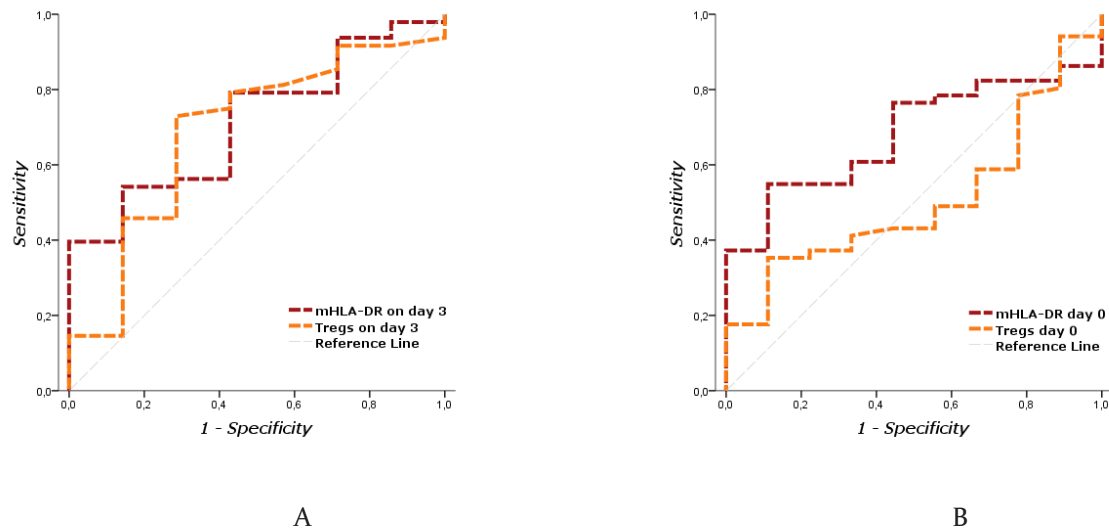 1,0
0,8
0,6
0,4
0,2
0,0
Sensitivity
mHLA-DR on day 3
Tregs on day 3
Reference Line
0,0 0,2 0,4 0,6 0,8 1,0
1 - Specificity
A
1,0
0,8
0,6
0,4
0,2
0,0
Sensitivity
mHLA-DR day 0
Tregs day 0
Reference Line
0,0 0,2 0,4 0,6 0,8 1,0
1 - Specificity
B